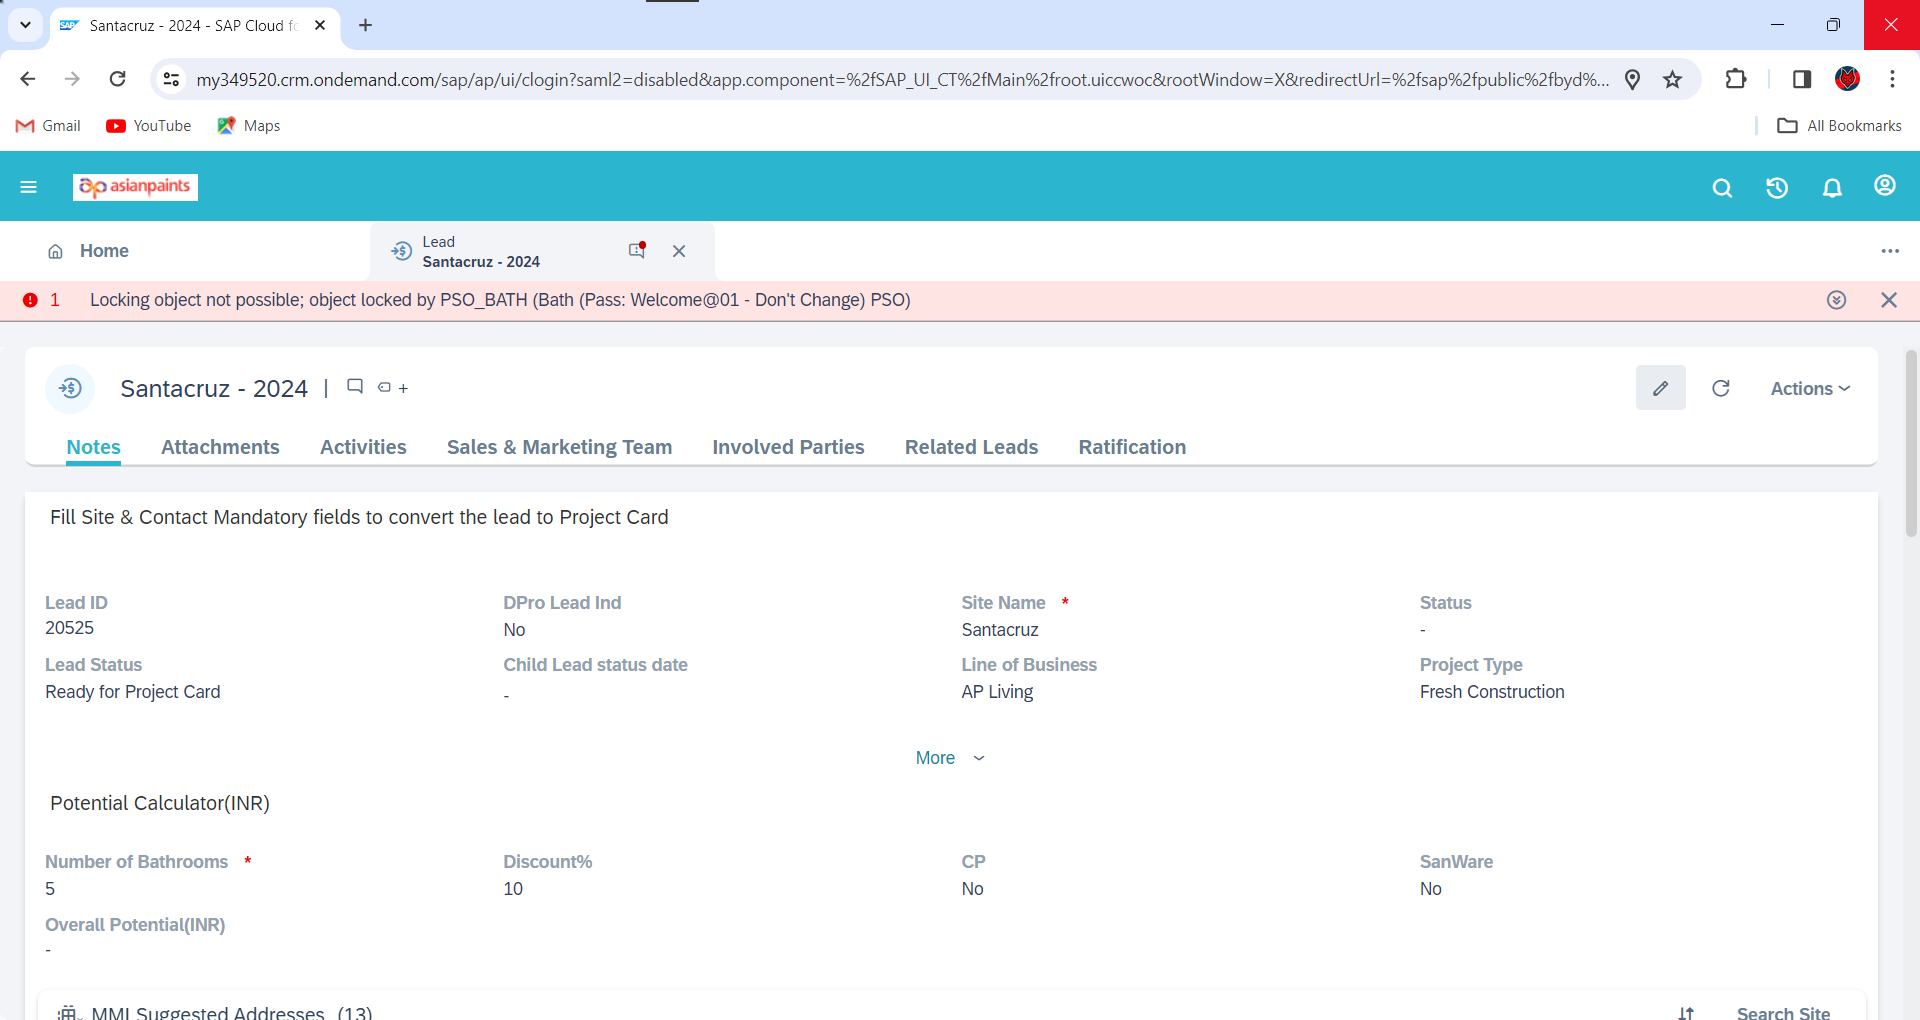 Santacruz - 2024 - SAP Cloud fo
my349520.crm.ondemand.com/sap/ap/ui/clogin?saml2=disabled&app.component=%2fSAP_UI_CT%2fMain%2froot.uiccwoc&rootWindow=X&redirectUrl=%2fsap%2fpublic%2fbyd%...
Gmail YouTube Maps All Bookmarks
asianpaints
Home
Lead
Santacruz - 2024
1 Locking object not possible; object locked by PSO_BATH (Bath (Pass: Welcome@01 - Don't Change) PSO)
Santacruz - 2024 | +
Actions
Notes Attachments Activities Sales & Marketing Team Involved Parties Related Leads Ratification
Fill Site & Contact Mandatory fields to convert the lead to Project Card
Lead ID DPro Lead Ind Site Name * Status
20525 No Santacruz -
Lead Status Child Lead status date Line of Business Project Type
Ready for Project Card - AP Living Fresh Construction
More
Potential Calculator(INR)
Number of Bathrooms * Discount% CP SanWare
5 10 No No
Overall Potential(INR)
-
MMI Suggested Addresses (13) Search Site